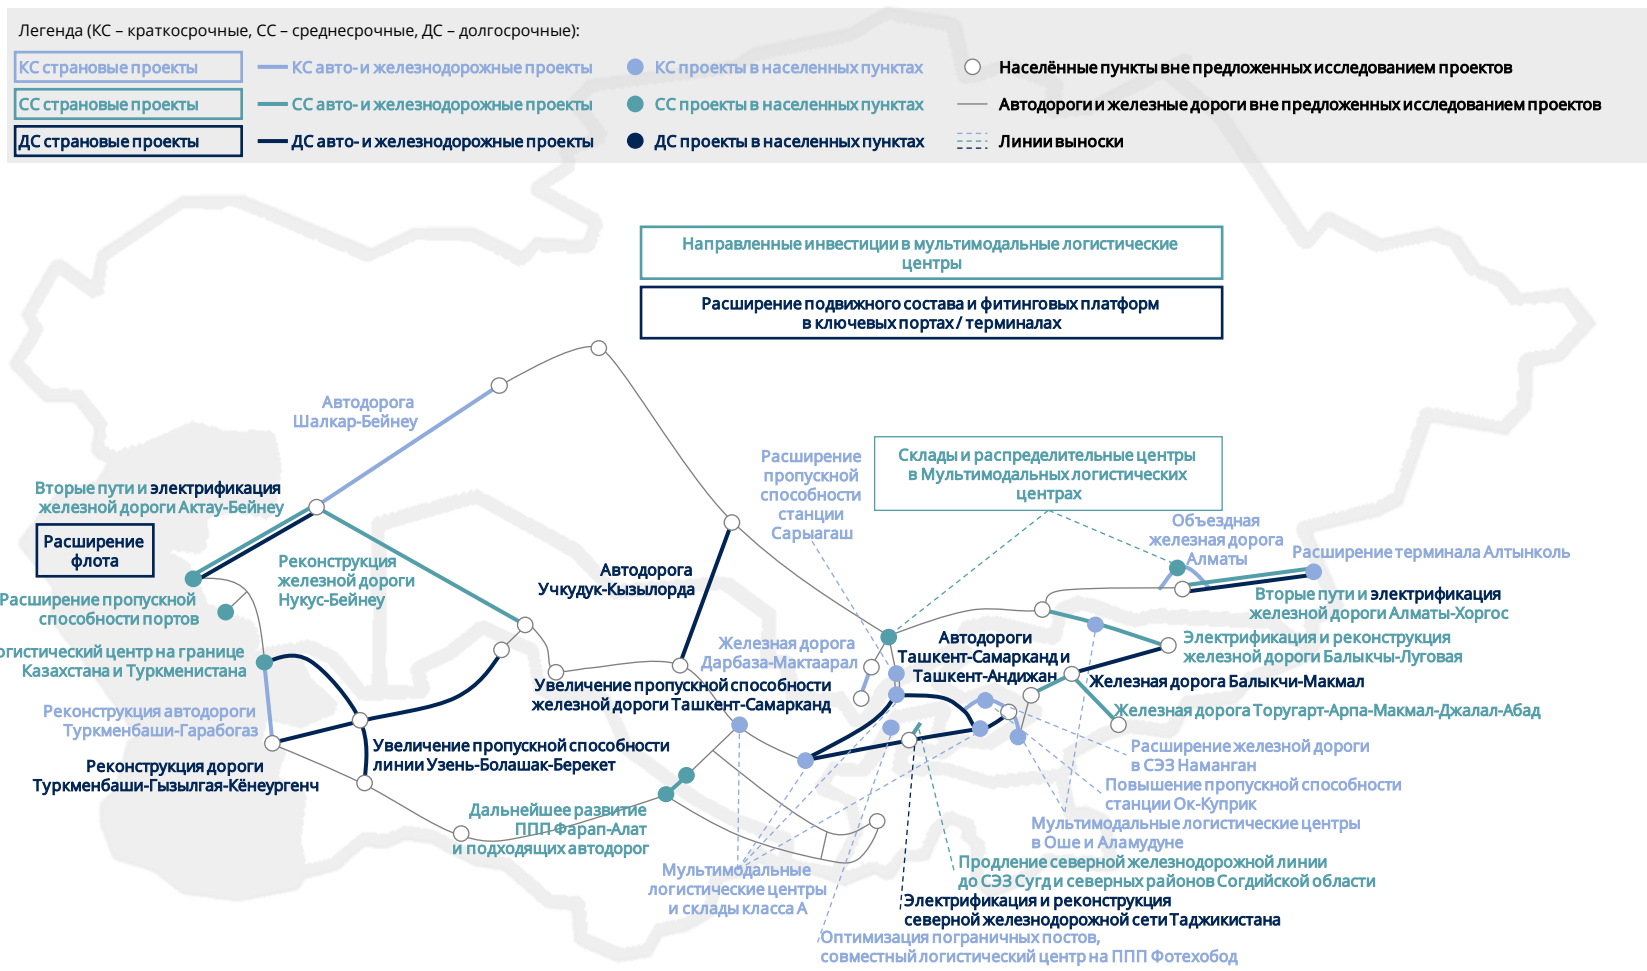 Легенда (КС – краткосрочные, СС – среднесрочные, ДС – долгосрочные):
КС страновые проекты
КС авто- и железнодорожные проекты
КС проекты в населенных пунктах
Населённые пункты вне предложенных исследованием проектов
СС страновые проекты
СС авто- и железнодорожные проекты
СС проекты в населенных пунктах
Автодороги и железные дороги вне предложенных исследованием проектов
ДС страновые проекты
ДС авто- и железнодорожные проекты
ДС проекты в населенных пунктах
Линии выноски
Направленные инвестиции в мультимодальные логистические
центры
Расширение подвижного состава и фитинговых платформ
в ключевых портах / терминалах
Автодорога
Шалкар-Бейнеу
Расширение
пропускной
способности
станции
Сарыагаш
Склады и распределительные центры
в Мультимодальных логистических
центрах
Вторые пути и электрификация
железной дороги Актау-Бейнеу
Расширение
флота
Объездная
железная дорога
Алматы
Расширение терминала Алтынколь
Реконструкция
железной дороги
Нукус-Бейнеу
Автодорога
Учкудук-Кызылорда
Расширение пропускной
способности портов
Вторые пути и электрификация
железной дороги Алматы-Хоргос
огистический центр на границе
Казахстана и Туркменистана
Железная дорога
Дарбаза-Мактаарал
Автодороги
Ташкент-Самарканд и
Ташкент-Андижан
Электрификация и реконструкция
железной дороги Балыкчы-Луговая
Увеличение пропускной способности
железной дороги Ташкент-Самарканд
Железная дорога Балыкчи-Макмал
Реконструкция автодороги
Туркменбаши-Гарабогаз
Железная дорога Торугарт-Арпа-Макмал-Джалал-Абад
Увеличение пропускной способности
линии Узень-Болашак-Берекет
Расширение железной дороги
в СЭЗ Наманган
Реконструкция дороги
Туркменбаши-Гызылгая-Кёнеургенч
Повышение пропускной способности
станции Ок-Куприк
Дальнейшее развитие
ППП Фарап-Алат
и подходящих автодорог
Мультимодальные логистические центры
в Оше и Аламудуне
Мультимодальные
логистические центры
и склады класса А
Продление северной железнодорожной линии
до СЭЗ Сугд и северных районов Согдийской области
Электрификация и реконструкция
северной железнодорожной сети Таджикистана
Оптимизация пограничных постов,
совместный логистический центр на ППП Фотехобод